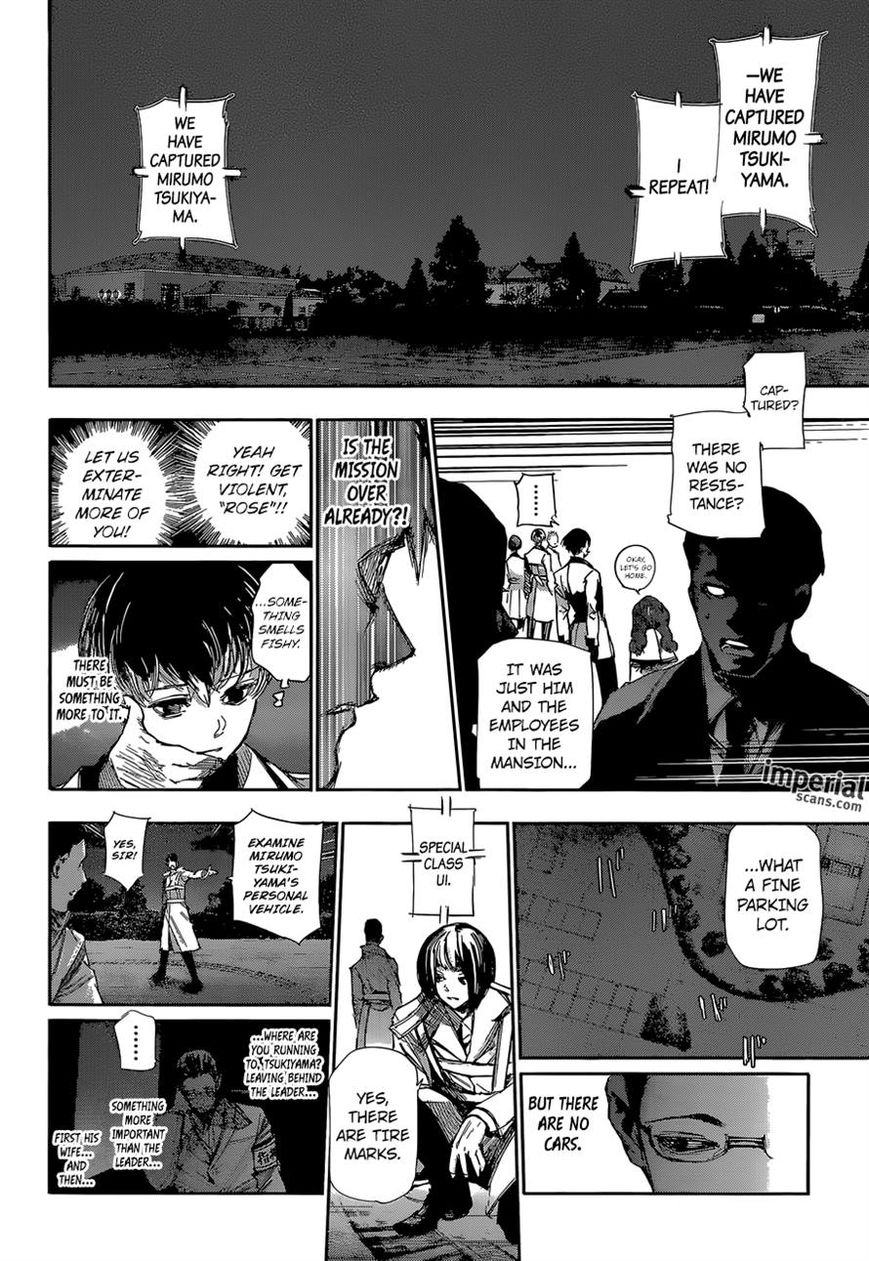 —WE
HAVE
CAPTURED
MIRUMO
TSUKI-
YAMA.
I
REPEAT!
WE
HAVE
CAPTURED
MIRUMO
TSUKIYA-
MA.
CAP-
TURED?
THERE
WAS NO
RESIS-
TANCE?
OKAY,
LET'S GO
HOME.
IT WAS
JUST HIM
AND THE
EMPLOYEES
IN THE
MANSION...
IS THE
MISSION
OVER
ALREADY?!
YEAH
RIGHT! GET
VIOLENT,
"ROSE"!!
LET US
EXTER-
MINATE
MORE OF
YOU!
...SOME-
THING
SMELLS
FISHY.
THERE
MUST BE
SOMETHING
MORE TO IT.
imperial
scans.com
...WHAT
A FINE
PARKING
LOT.
BUT THERE
ARE NO
CARS.
SPECIAL
CLASS
UI.
YES,
THERE
ARE TIRE
MARKS.
EXAMINE
MIRUMO
TSUKI-
YAMA'S
PERSONAL
VEHICLE.
YES,
SIR!
...WHERE ARE
YOU RUNNING
TO, TSUKIYAMA?
LEAVING BEHIND
THE LEADER...
SOMETHING
MORE
IMPORTANT
THAN THE
LEADER...
FIRST HIS
WIFE...
AND
THEN...